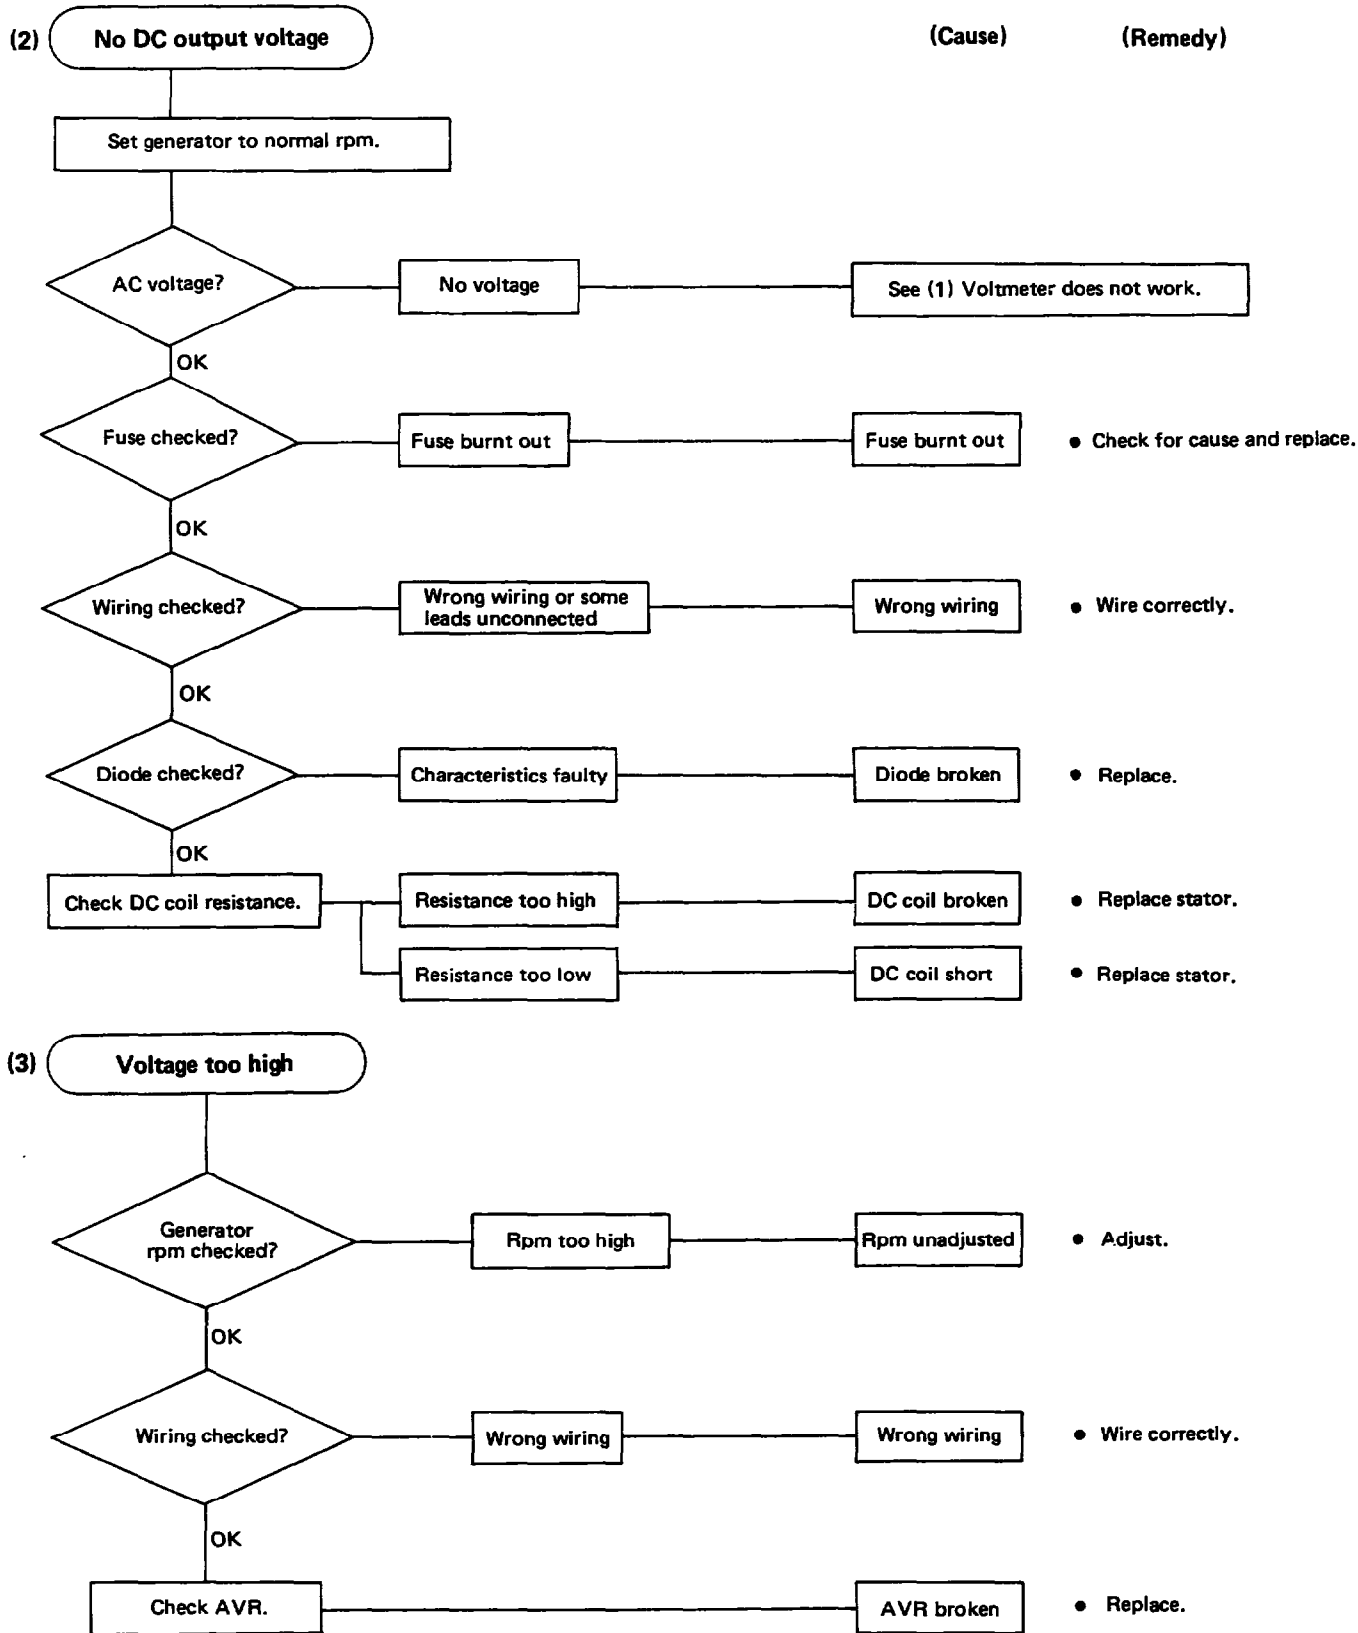 (2) No DC output voltage (Cause) (Remedy)
Set generator to normal rpm.
AC voltage? No voltage See (1) Voltmeter does not work.
OK
Fuse checked? Fuse burnt out Fuse burnt out • Check for cause and replace.
OK
Wiring checked? Wrong wiring or some
leads unconnected Wrong wiring • Wire correctly.
OK
Diode checked? Characteristics faulty Diode broken • Replace.
OK
Check DC coil resistance. Resistance too high DC coil broken • Replace stator.
Resistance too low DC coil short • Replace stator.
(3) Voltage too high
Generator
rpm checked? Rpm too high Rpm unadjusted • Adjust.
OK
Wiring checked? Wrong wiring Wrong wiring • Wire correctly.
OK
Check AVR. AVR broken • Replace.